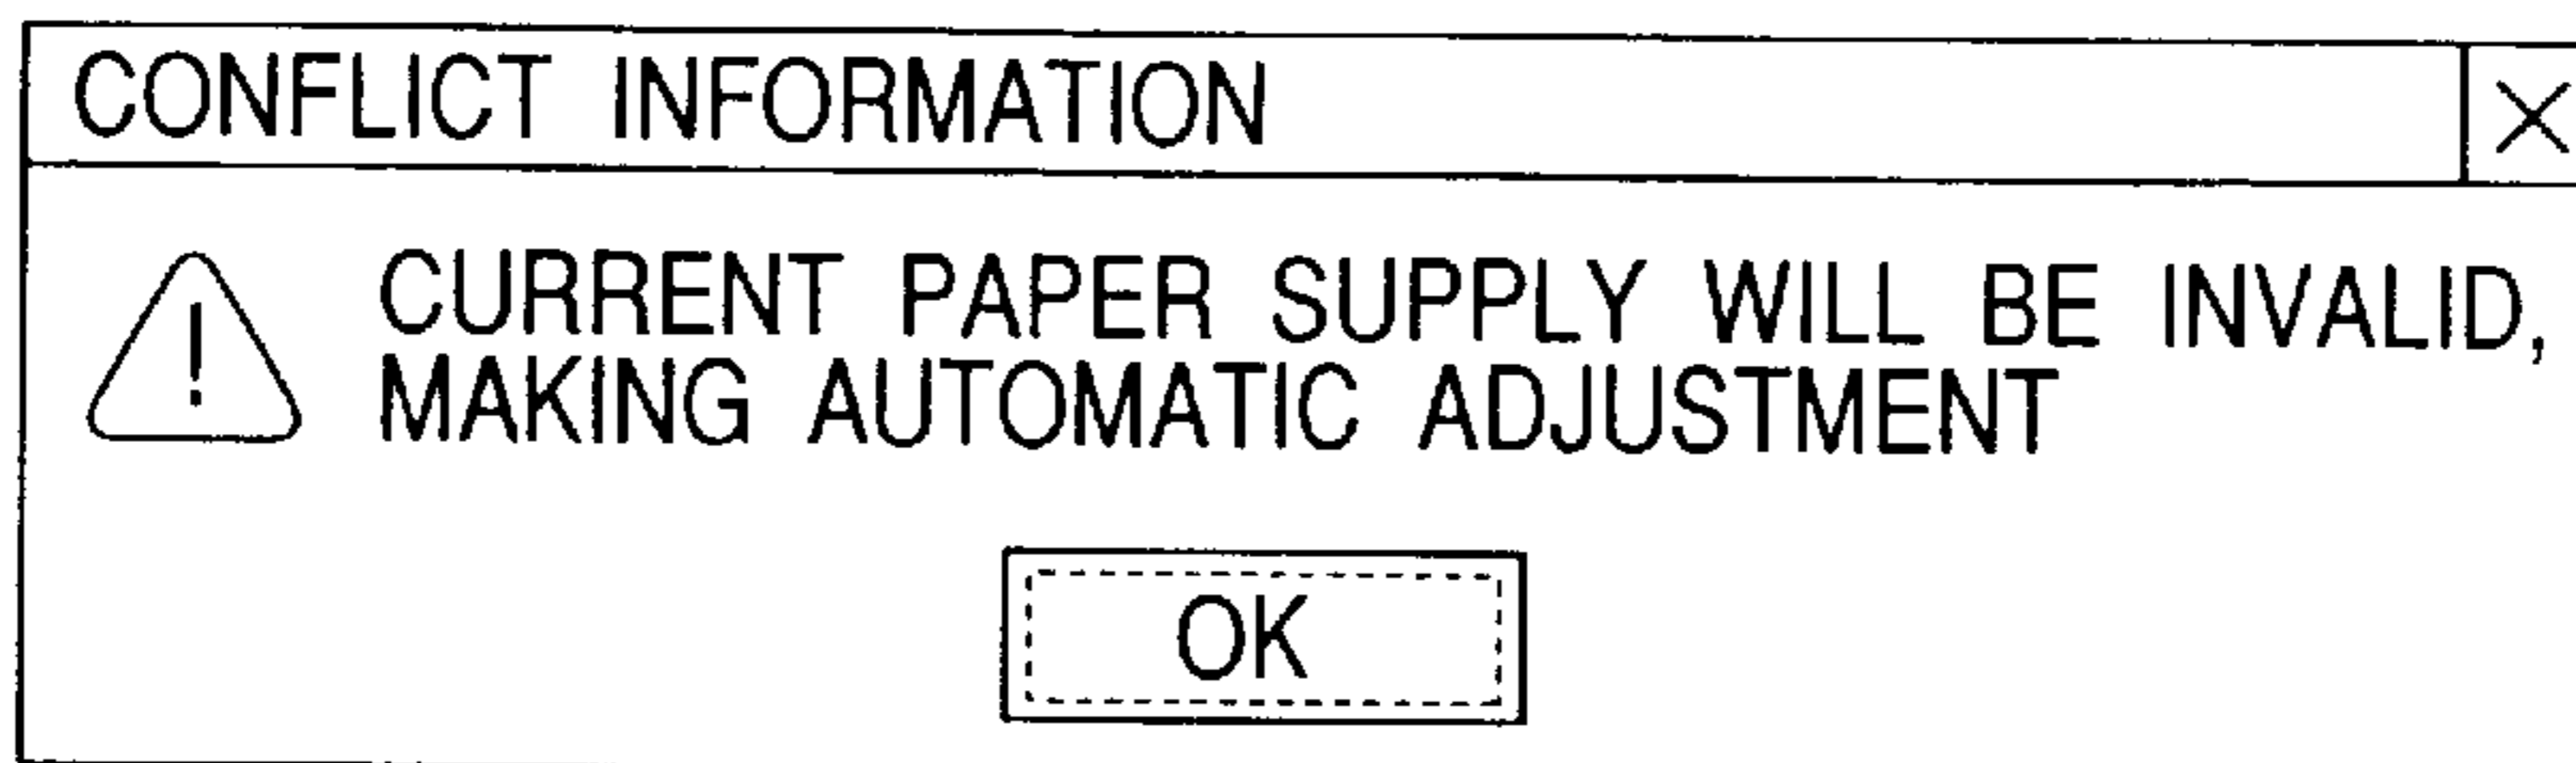 CONFLICT INFORMATION
CURRENT PAPER SUPPLY WILL BE INVALID,
MAKING AUTOMATIC ADJUSTMENT
OK